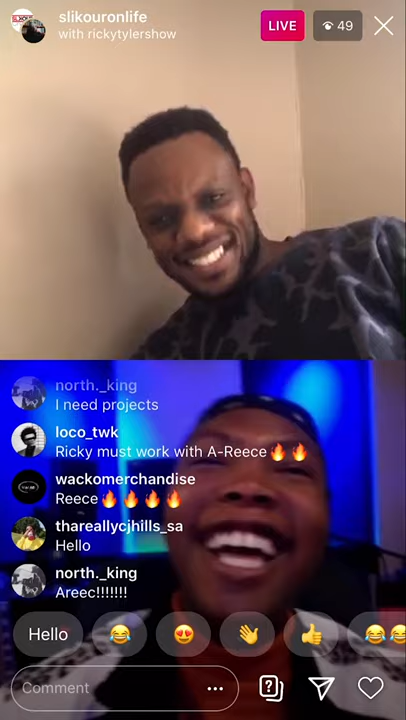 slikouronlife
with rickytylershow
LIVE
49
north._king
I need projects
loco_twk
Ricky must work with A-Reece🔥🔥
wackomerchandise
Reece🔥🔥🔥🔥
thareallycjhills_sa
Hello
north._king
Areec!!!!!!!
Hello 😂 😍 👋 👍 😂😂
Comment